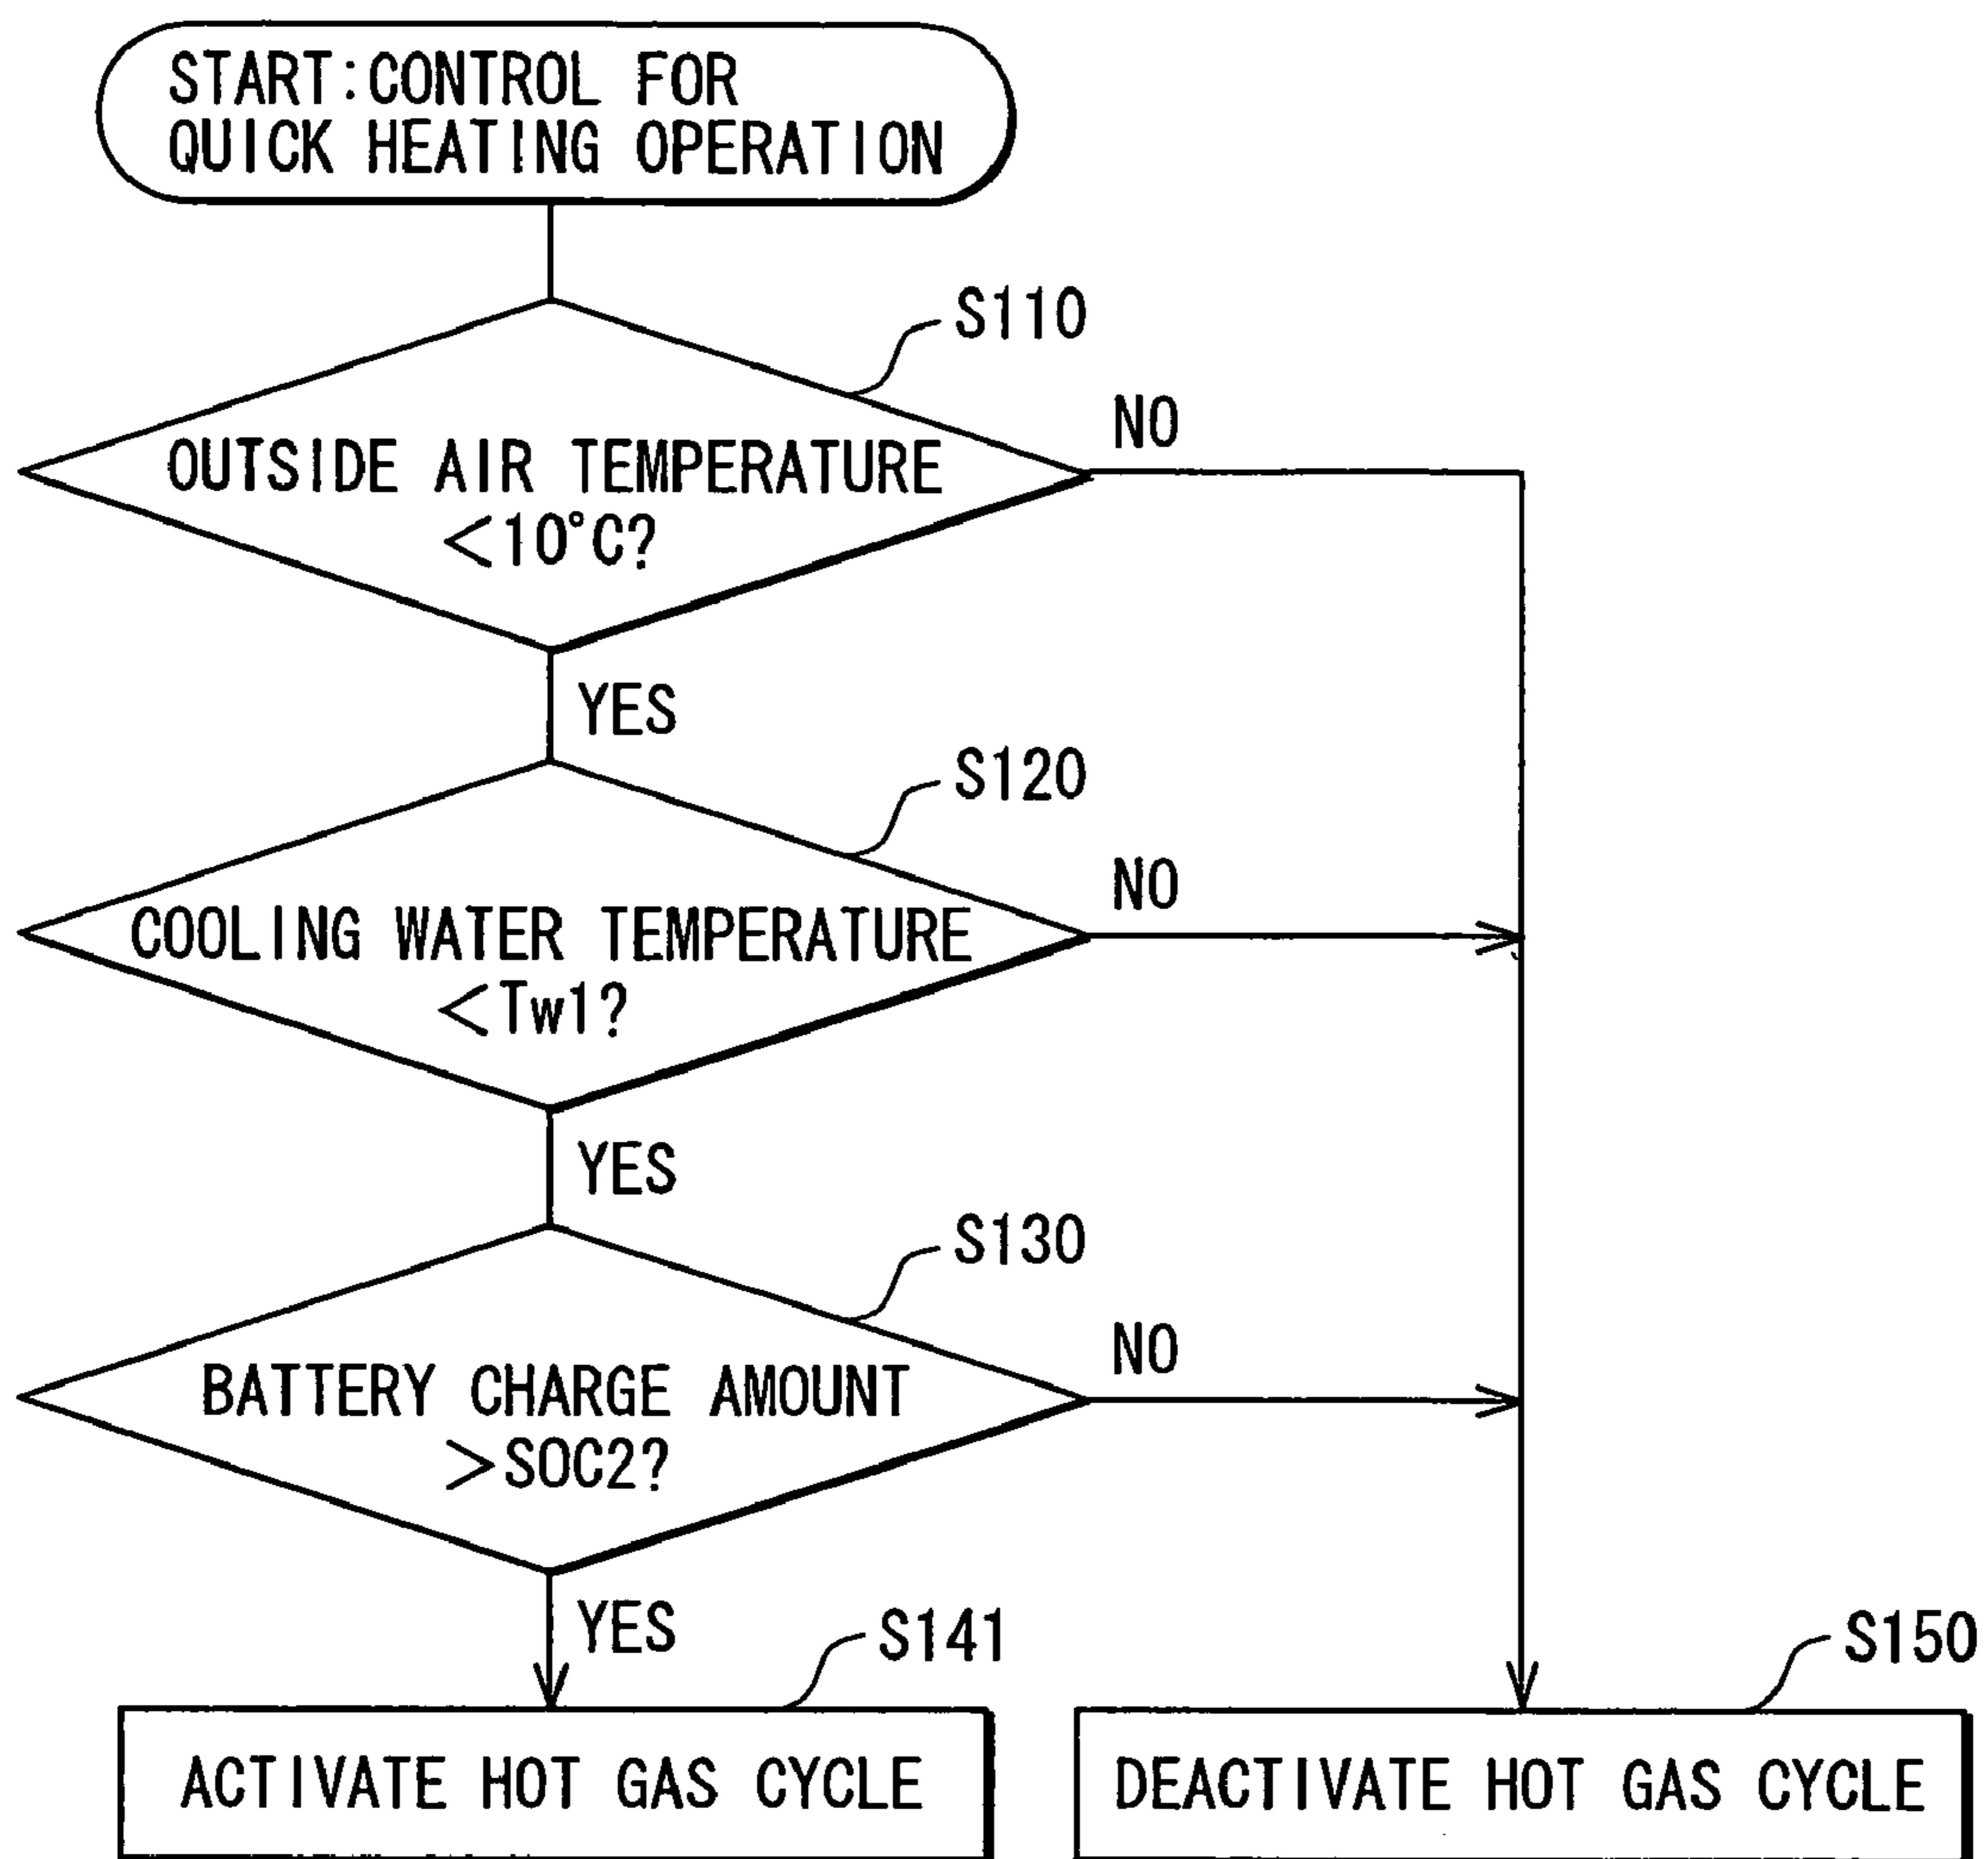 START:CONTROL FOR
QUICK HEATING OPERATION
S110
NO
OUTSIDE AIR TEMPERATURE
<10°C?
YES
S120
NO
COOLING WATER TEMPERATURE
<Tw1?
YES
S130
NO
BATTERY CHARGE AMOUNT
>SOC2?
YES
S141
S150
ACTIVATE HOT GAS CYCLE
DEACTIVATE HOT GAS CYCLE